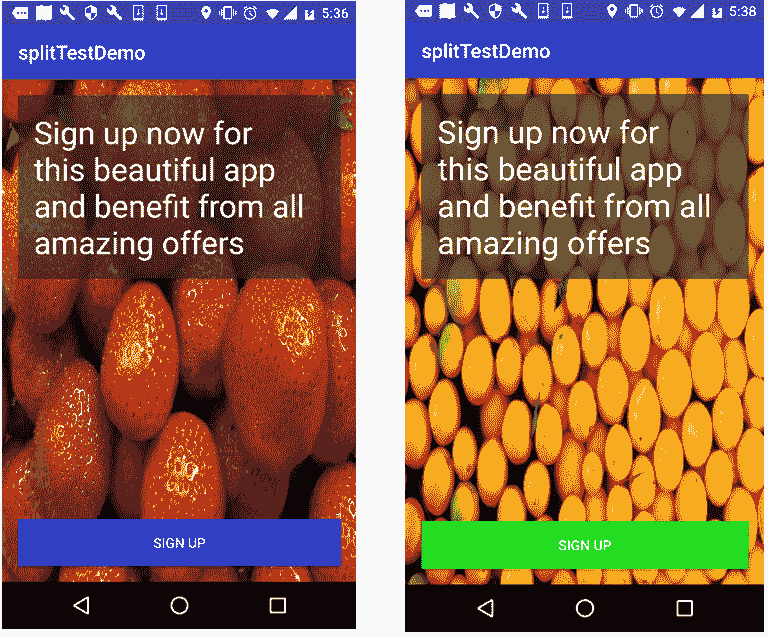 5:36
splitTestDemo
Sign up now for
this beautiful app
and benefit from all
amazing offers
SIGN UP
5:38
splitTestDemo
Sign up now for
this beautiful app
and benefit from all
amazing offers
SIGN UP